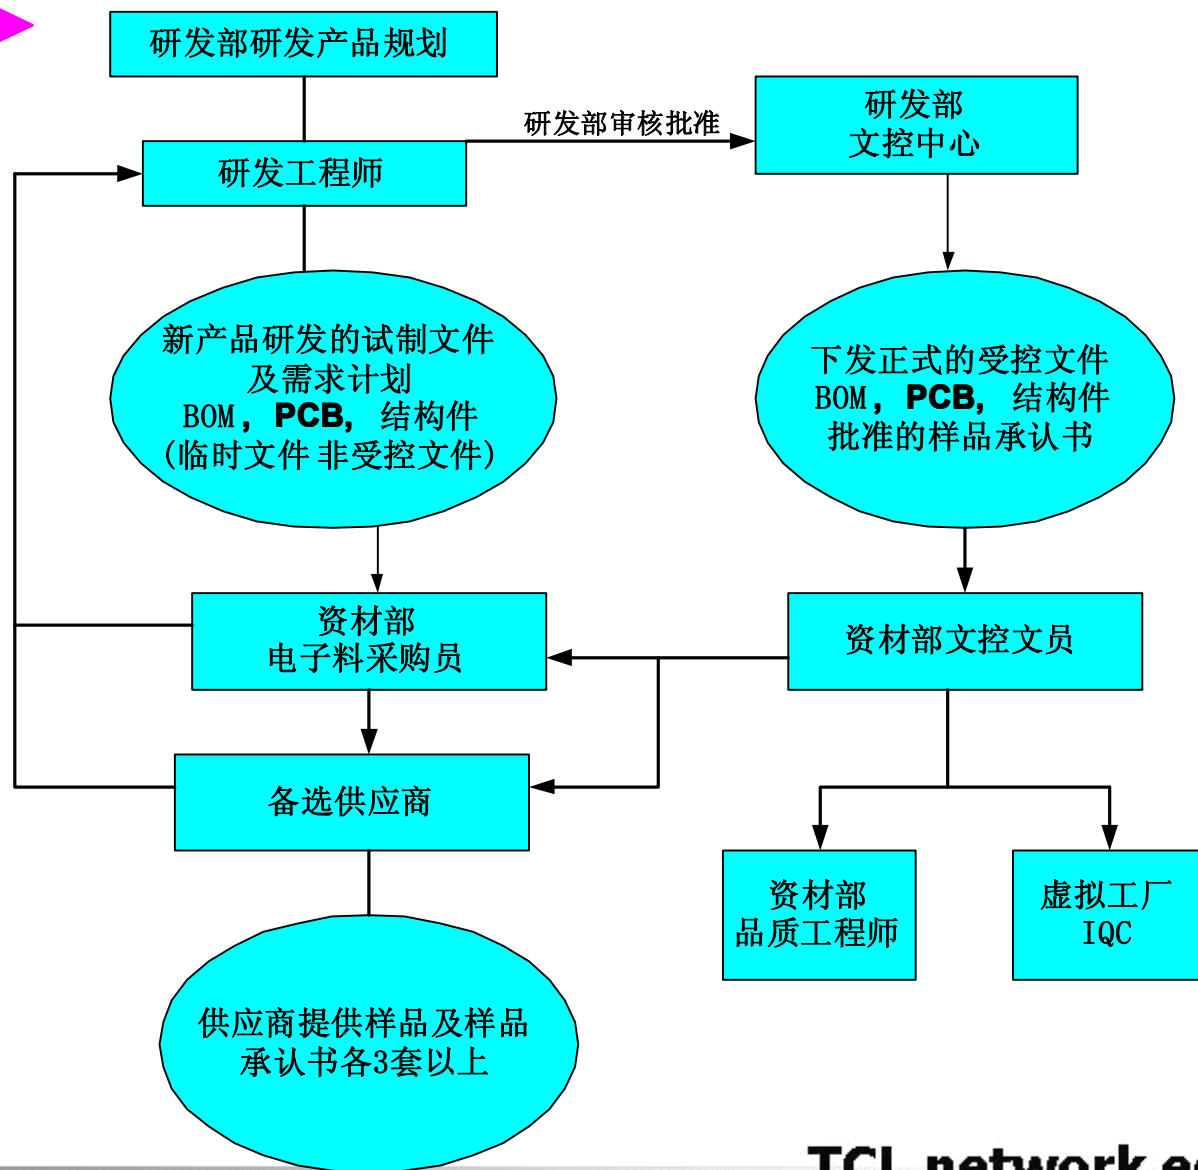 研发部研发产品规划
研发部审核批准
研发部
文控中心
研发工程师
新产品研发的试制文件
及需求计划
BOM，PCB，结构件
(临时文件 非受控文件)
下发正式的受控文件
BOM，PCB，结构件
批准的样品承认书
资材部
电子料采购员
资材部文控文员
备选供应商
资材部
品质工程师
虚拟工厂
IQC
供应商提供样品及样品
承认书各3套以上
TCL network